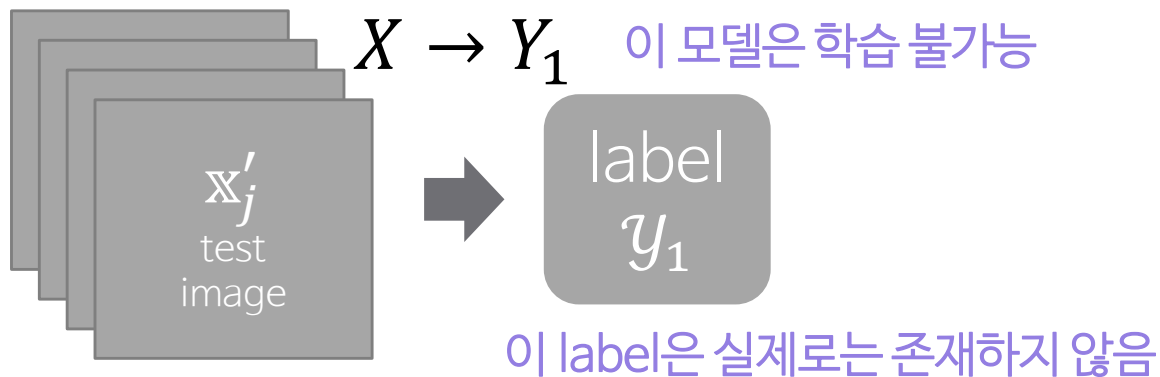 X → Y₁ 이 모델은 학습 불가능
𝕩′ⱼ
test
image
label
𝒴₁
이 label은 실제로는 존재하지 않음